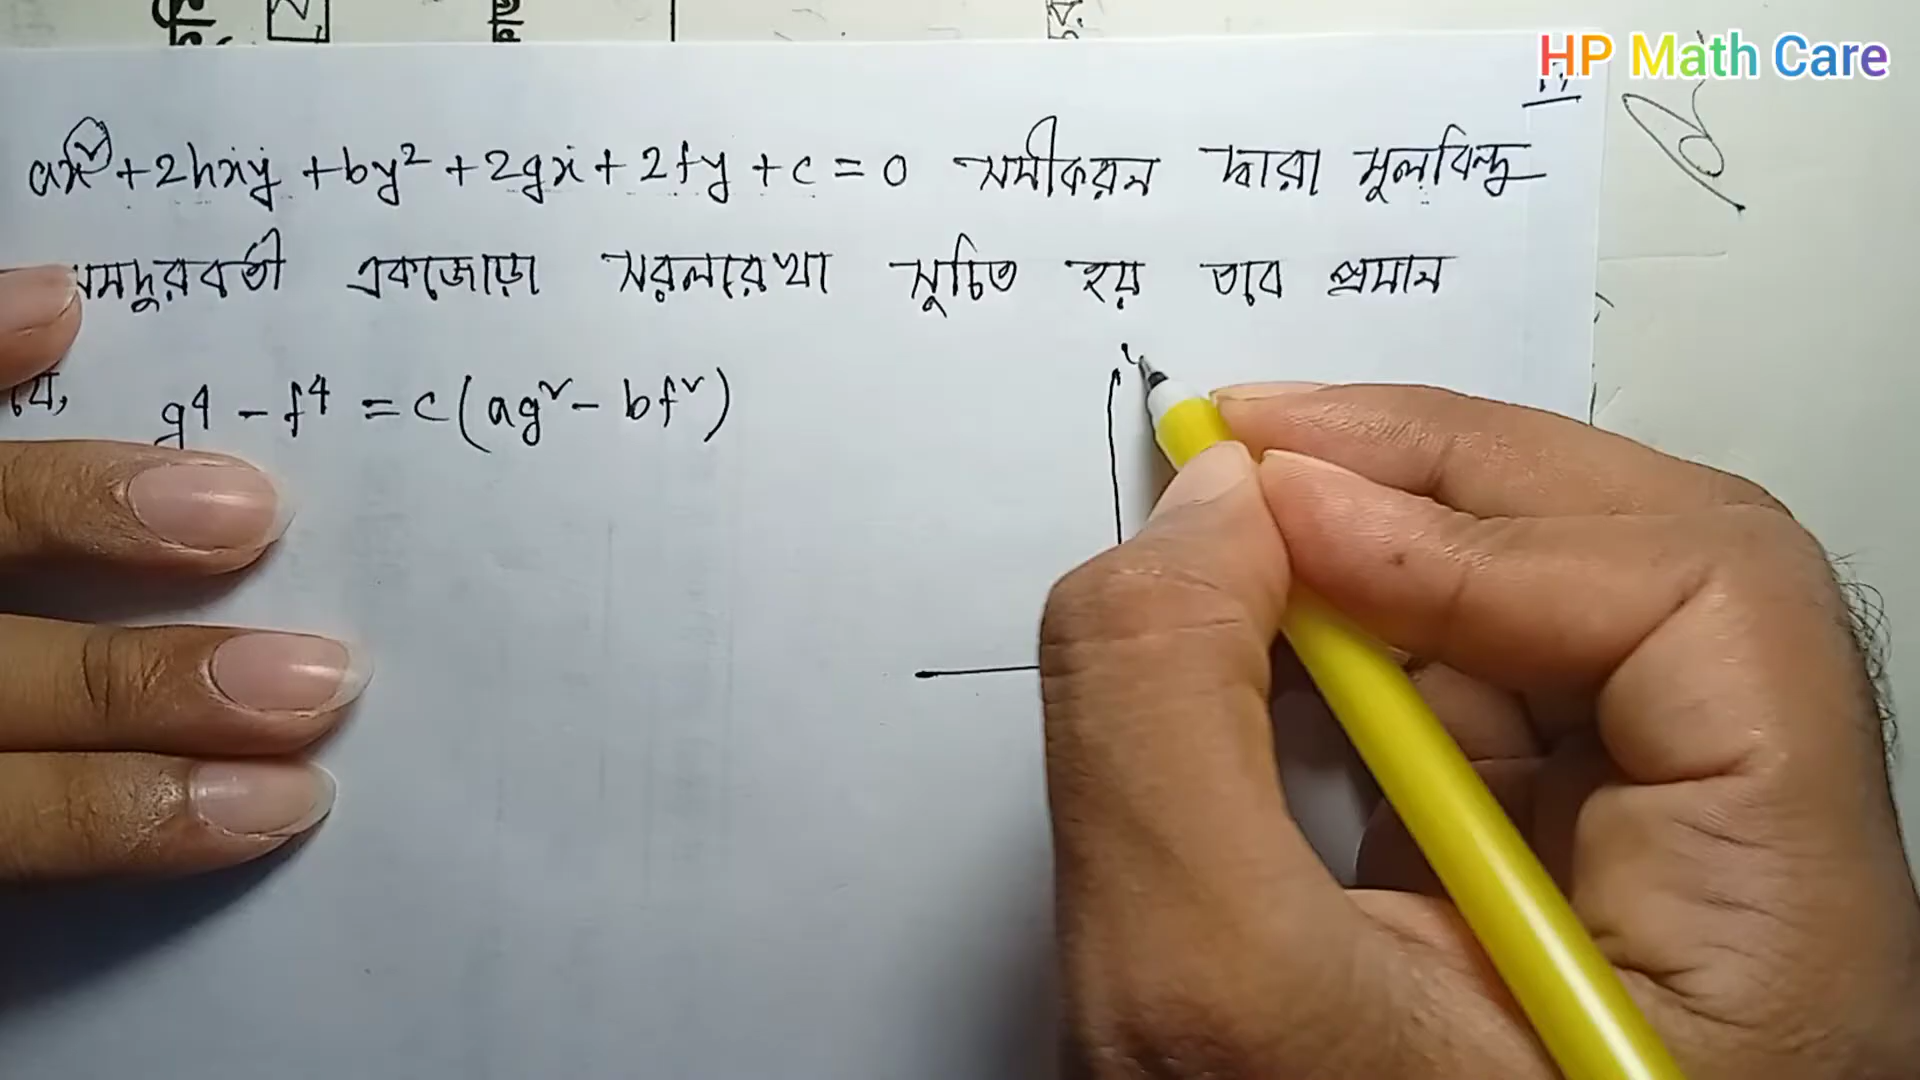 HP Math Care
ax² + 2hxy + by² + 2gx + 2fy + c = 0 সমীকরন দ্বারা মূলবিন্দু
সমদুরবর্তী একজোড়া সরলরেখা সূচিত হয় তবে প্রমান
যে, g⁴ - f⁴ = c(ag² - bf²)